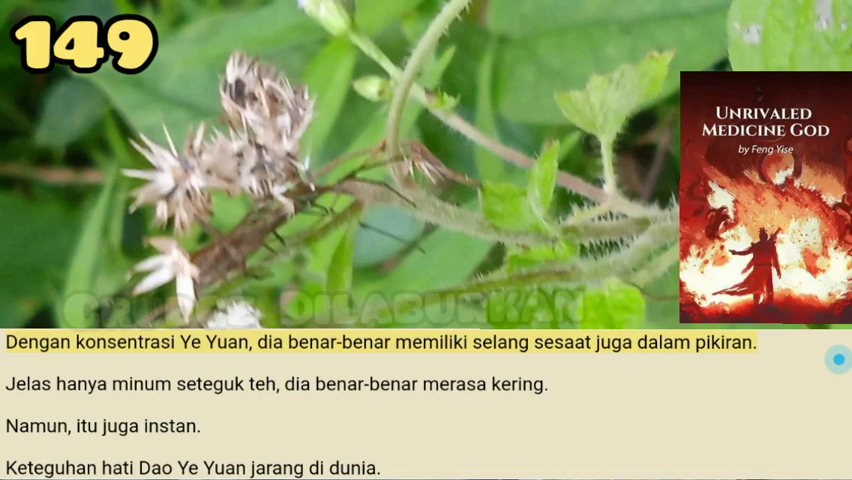 149
UNRIVALED
MEDICINE GOD
by Feng Yise
DILABURKAN
Dengan konsentrasi Ye Yuan, dia benar-benar memiliki selang sesaat juga dalam pikiran.
Jelas hanya minum seteguk teh, dia benar-benar merasa kering.
Namun, itu juga instan.
Keteguhan hati Dao Ye Yuan jarang di dunia.